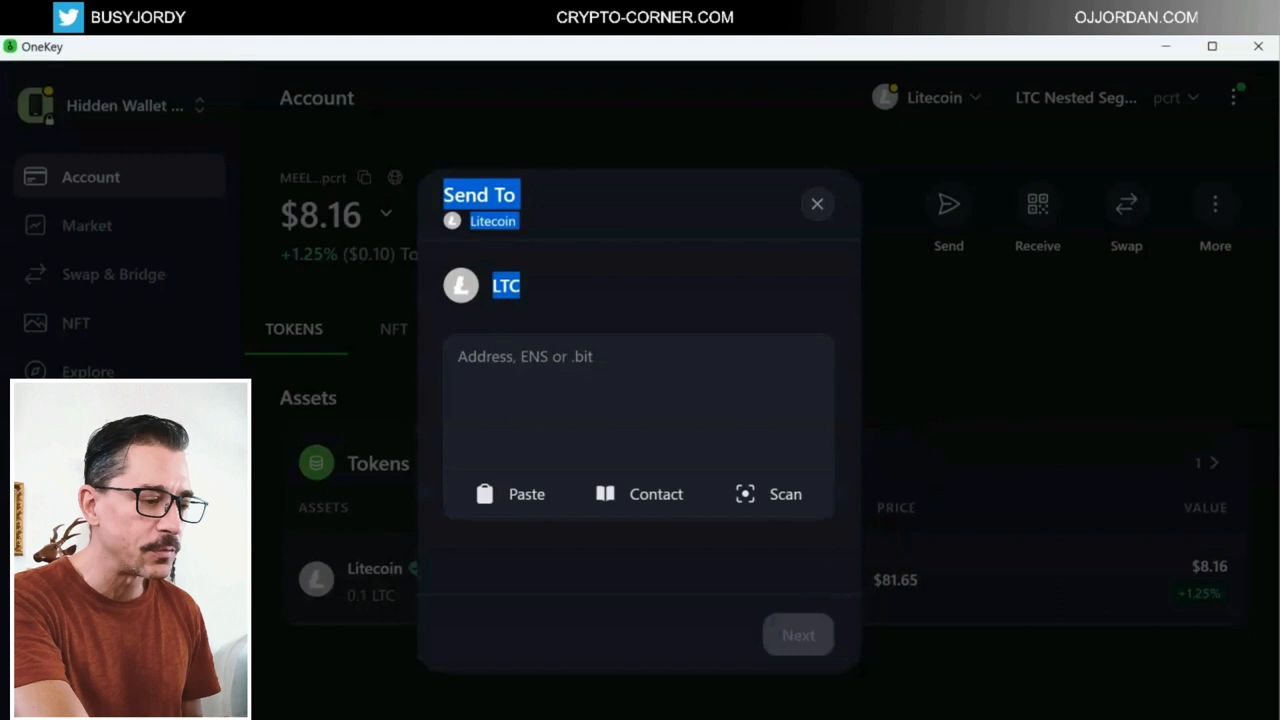 BUSYJORDY
CRYPTO-CORNER.COM
OJJORDAN.COM
OneKey
Hidden Wallet ...
Account
Litecoin
LTC Nested Seg...
pcrt
Account
Market
Swap & Bridge
NFT
Explore
MEEL...pcrt
$8.16
+1.25% ($0.10) To
Send
Receive
Swap
More
TOKENS
NFT
Assets
Tokens
1
ASSETS
PRICE
VALUE
Litecoin
0.1 LTC
$81.65
$8.16
+1.25%
Send To
Litecoin
LTC
Address, ENS or .bit
Paste
Contact
Scan
Next